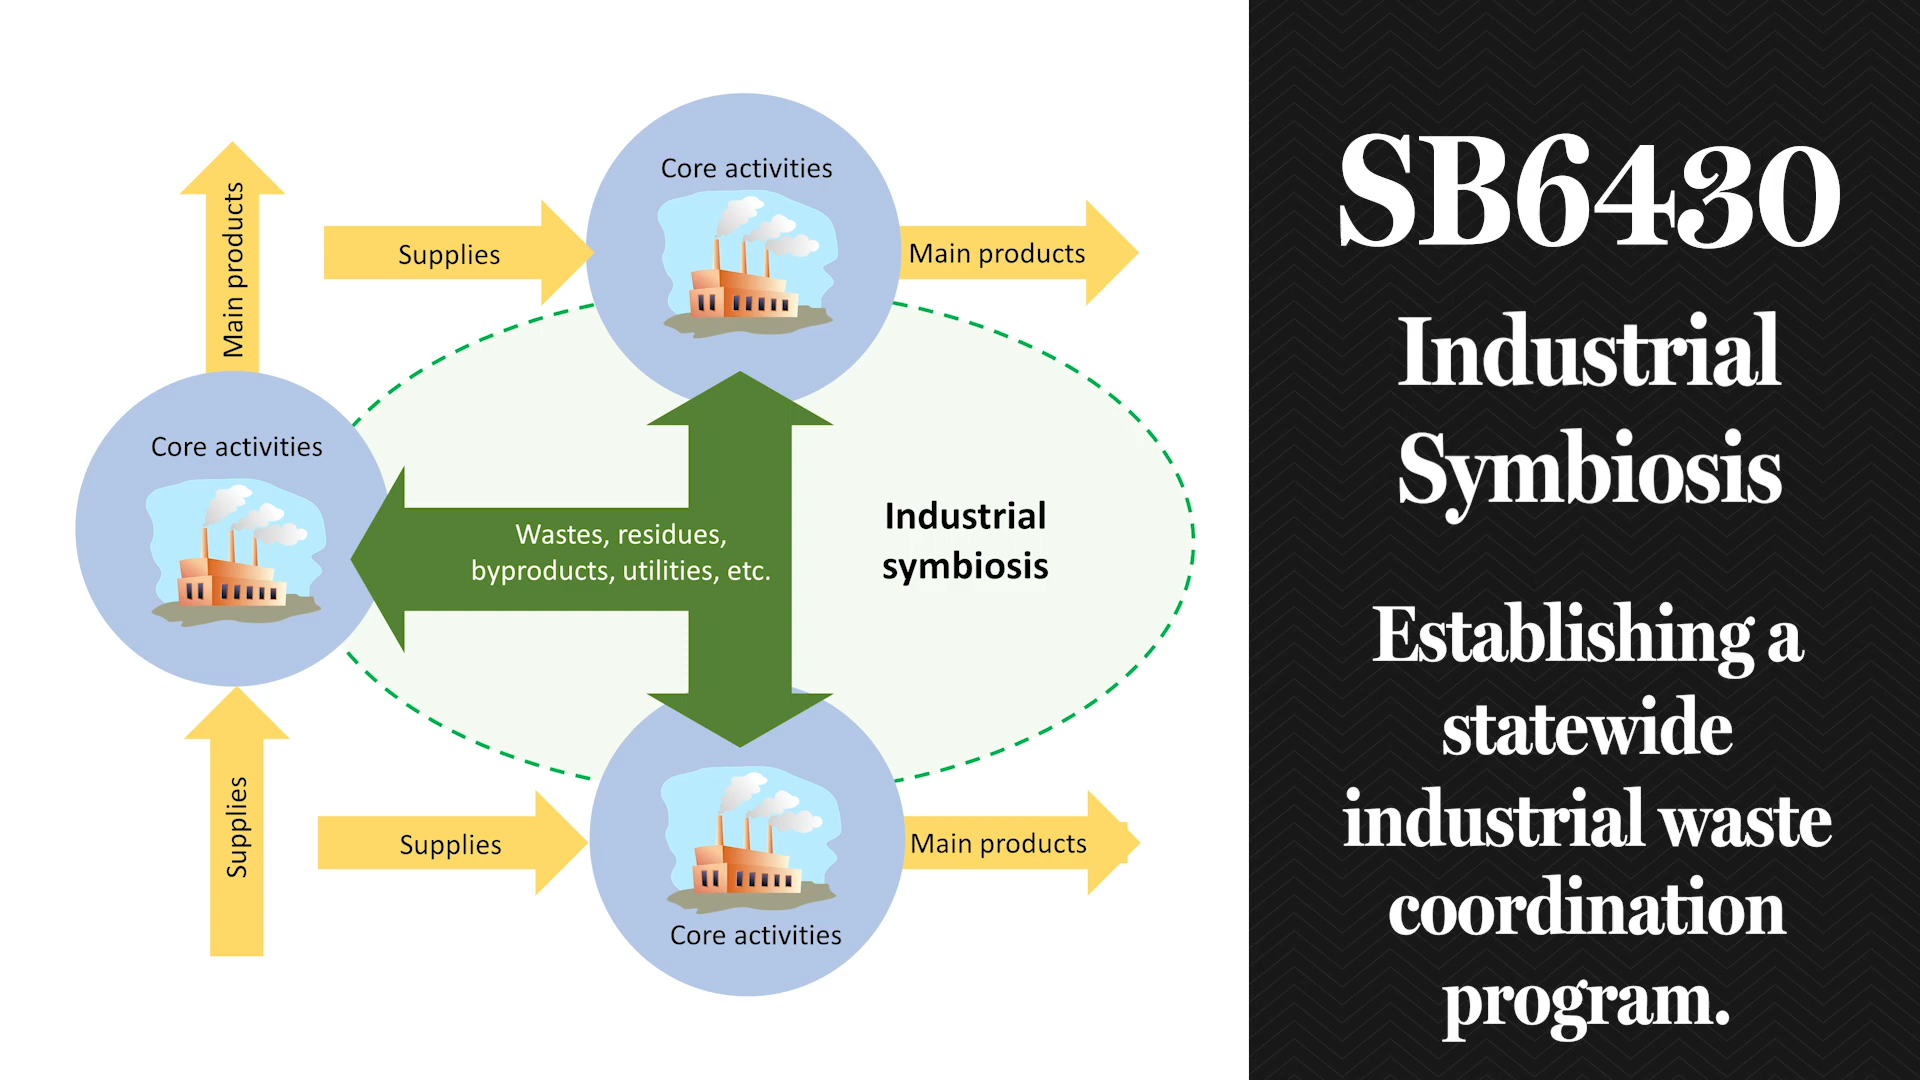 Core activities
Main products
Supplies
Main products
Core activities
Wastes, residues,
byproducts, utilities, etc.
Industrial
symbiosis
Supplies
Supplies
Main products
Core activities
SB6430
Industrial
Symbiosis
Establishing a
statewide
industrial waste
coordination
program.